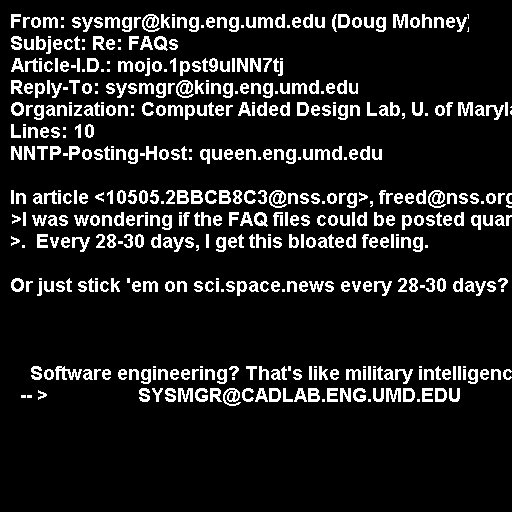 From: sysmgr@king.eng.umd.edu (Doug Mohney)
Subject: Re: FAQs
Article-I.D.: mojo.1pst9uINN7tj
Reply-To: sysmgr@king.eng.umd.edu
Organization: Computer Aided Design Lab, U. of Maryla
Lines: 10
NNTP-Posting-Host: queen.eng.umd.edu
In article <10505.2BBCB8C3@nss.org>, freed@nss.org
>I was wondering if the FAQ files could be posted quar
>.  Every 28-30 days, I get this bloated feeling.
Or just stick 'em on sci.space.news every 28-30 days?
Software engineering? That's like military intelligenc
-- > SYSMGR@CADLAB.ENG.UMD.EDU